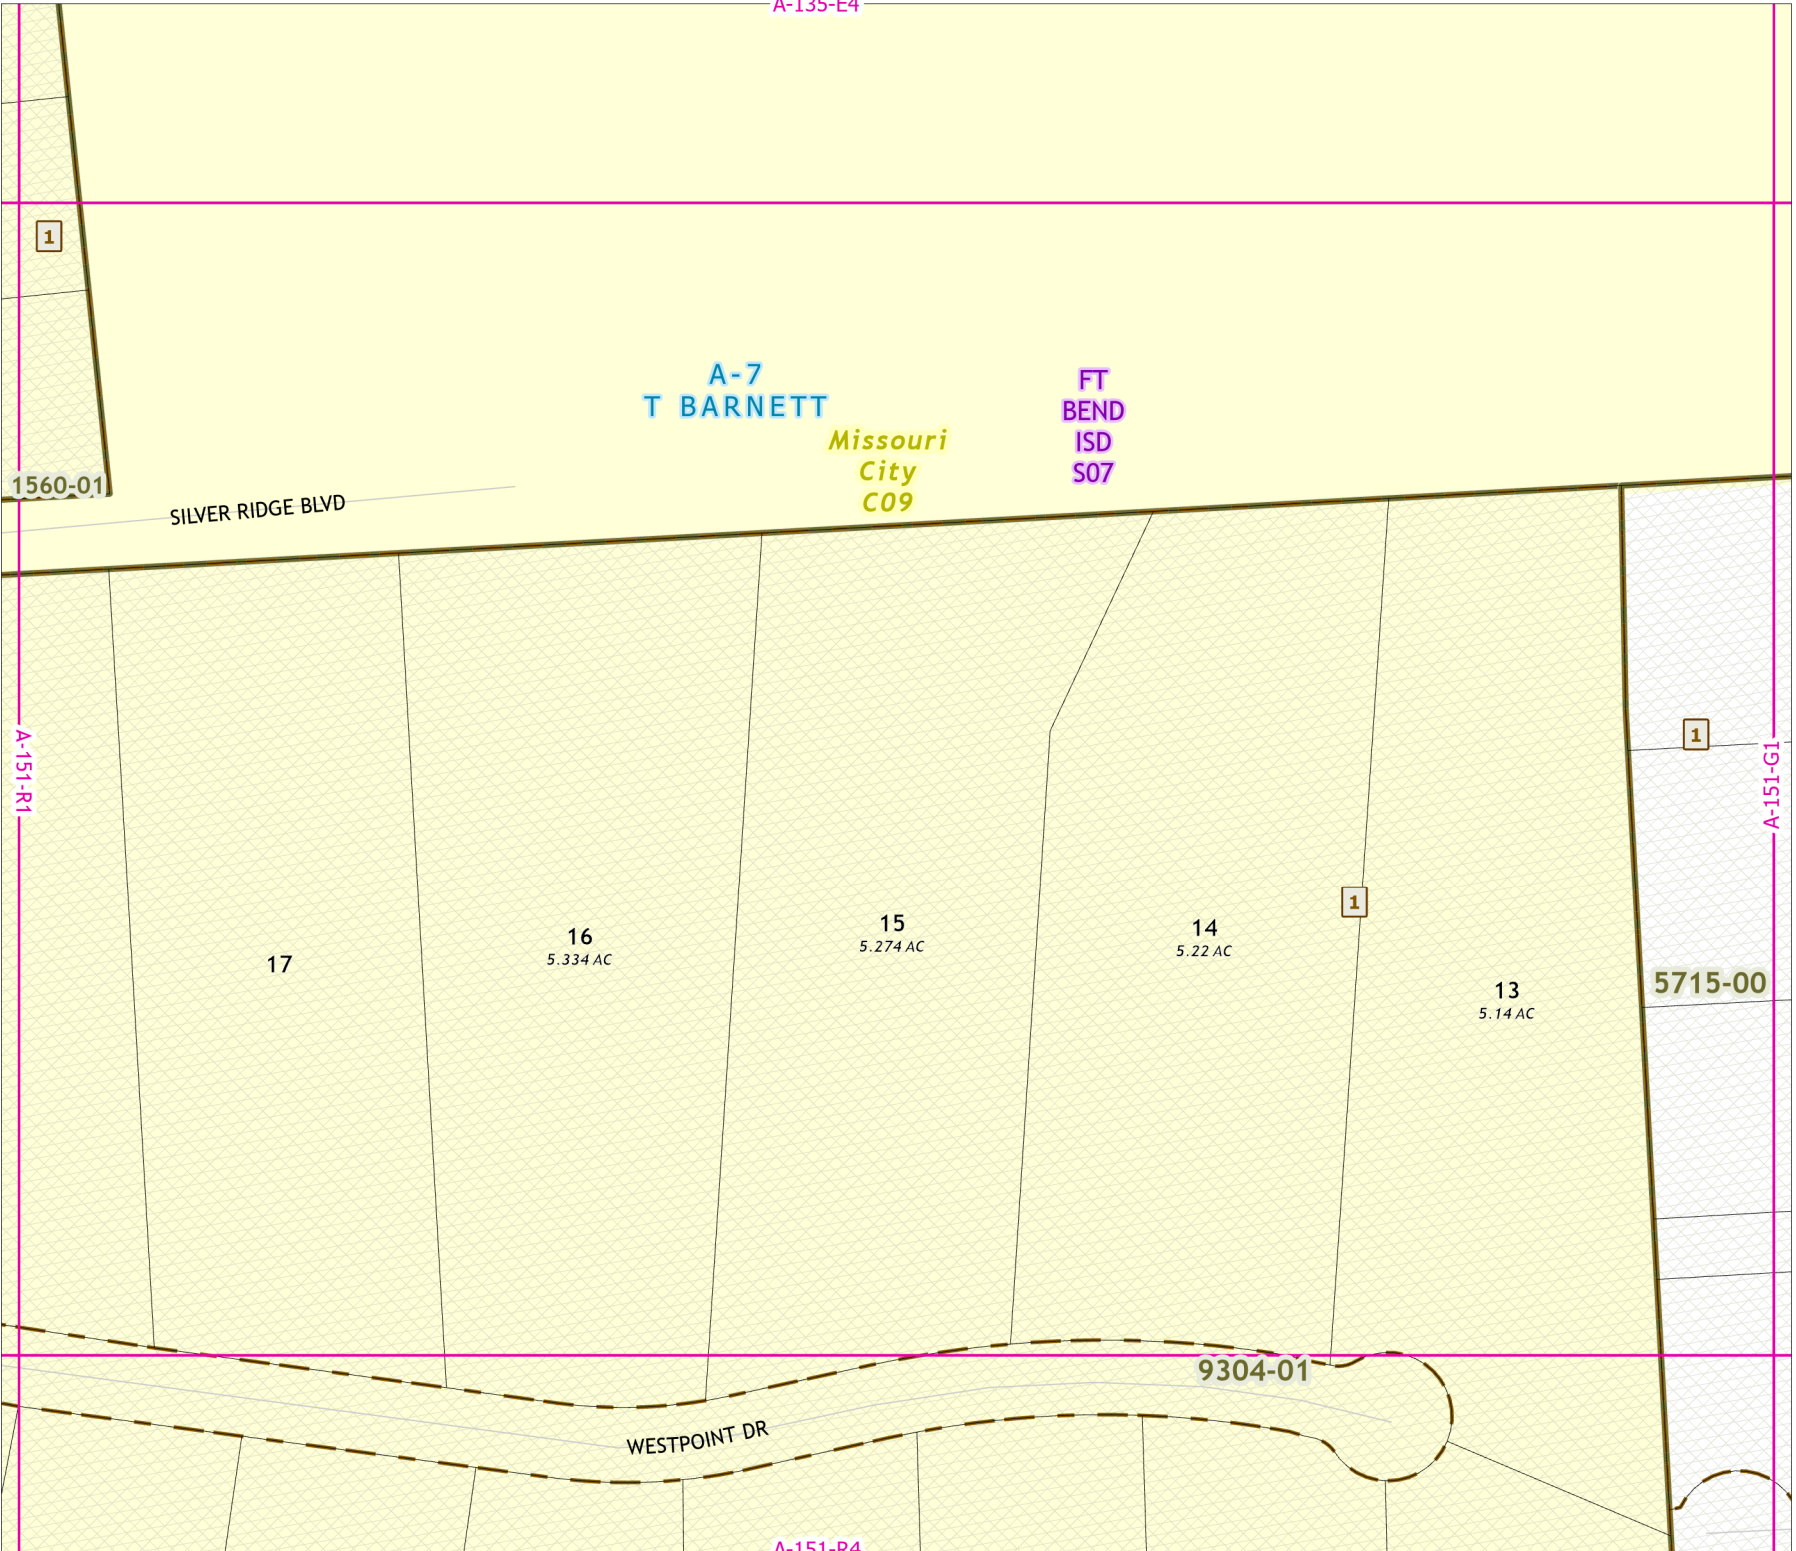 A-135-E4
1
A-7
T BARNETT
FT
BEND
ISD
S07
Missouri
City
C09
1560-01
SILVER RIDGE BLVD
A-151-R1
1
A-151-G1
1
15
5.274 AC
14
5.22 AC
16
5.334 AC
17
13
5.14 AC
5715-00
9304-01
WESTPOINT DR
A-151-R4